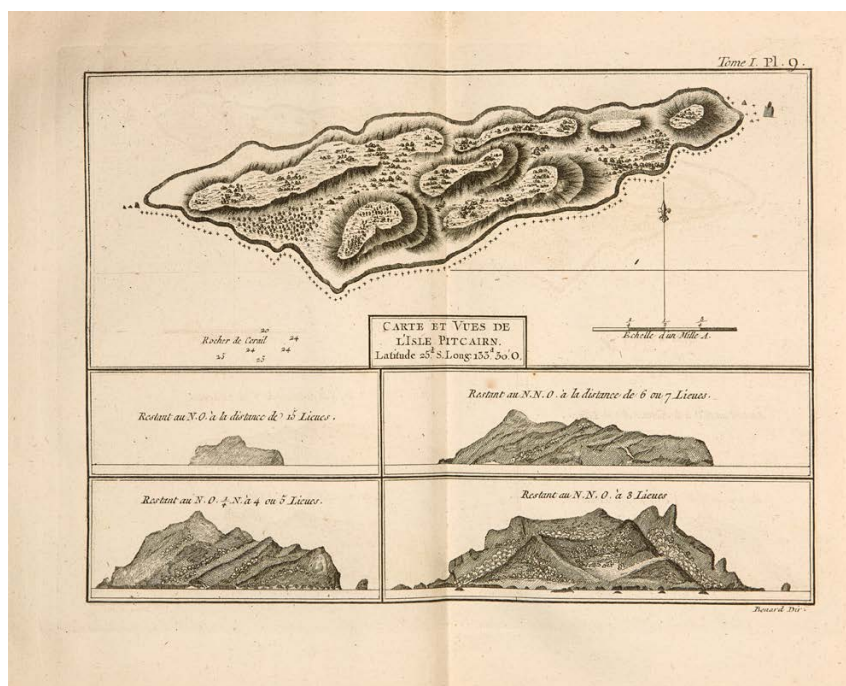 Tome I. Pl. 9.
20
Rocher de Corail 24
24 24
25 25
CARTE ET VUES DE
L'ISLE PITCAIRN.
Latitude 25.d S. Long: 133.d 30' O.
Echelle d'un Mille A.
Restant au N.O. à la distance de 15 Lieues.
Restant au N.N.O. à la distance de 6 ou 7 Lieues.
Restant au N.O. ¼ N. à 4 ou 5 Lieues.
Restant au N.N.O. à 3 Lieues
Benard Dir.